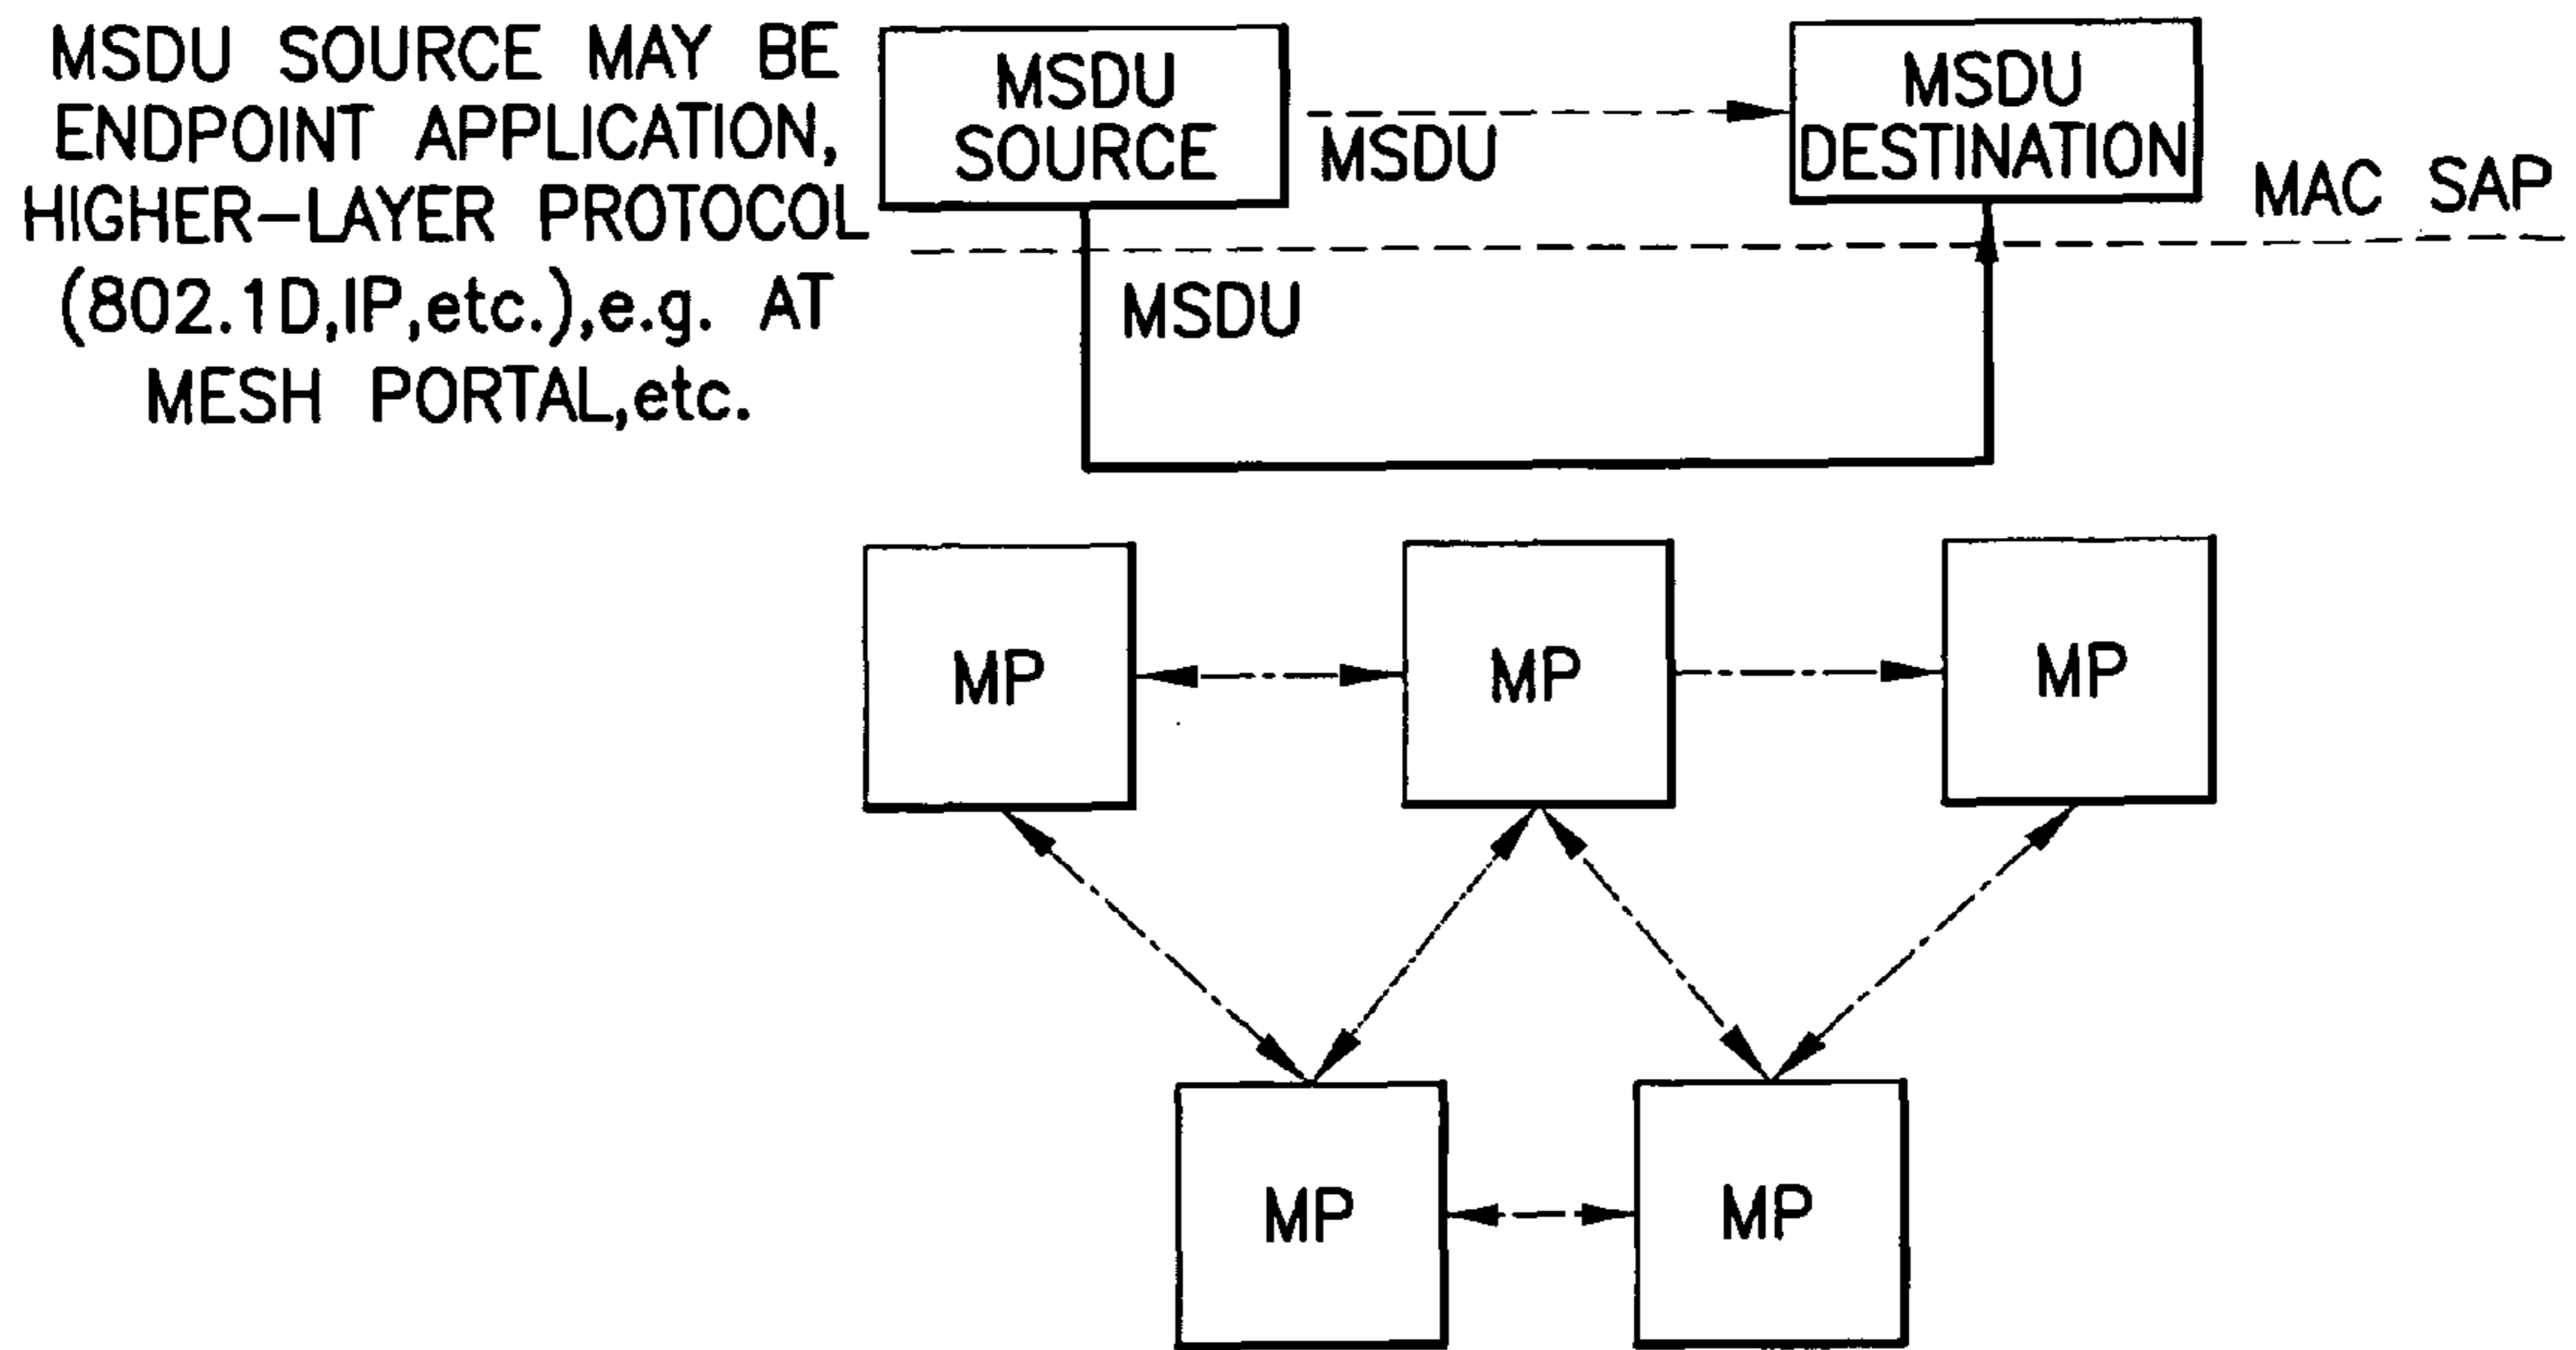 MSDU SOURCE MAY BE
ENDPOINT APPLICATION,
HIGHER-LAYER PROTOCOL
(802.1D,IP,etc.),e.g. AT
MESH PORTAL,etc.
MSDU
SOURCE
MSDU
MSDU
DESTINATION
MAC SAP
MSDU
MP
MP
MP
MP
MP